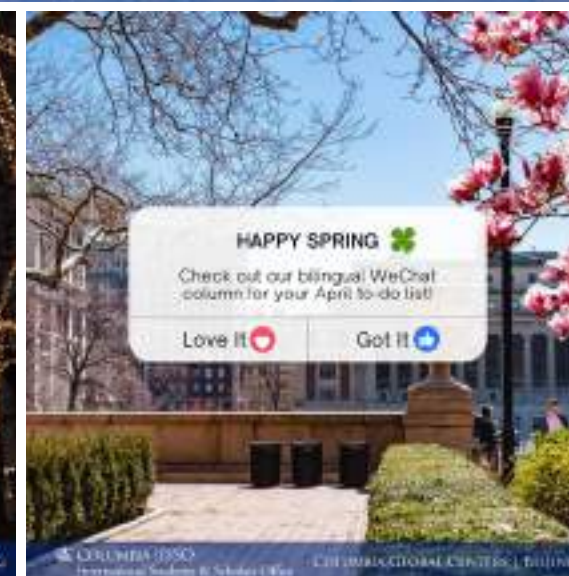 HAPPY SPRING 🍀
Check out our bilingual WeChat
column for your April to-do list!
Love It
Got It
COLUMBIA | ISSO
International Students & Scholars Office
COLUMBIA GLOBAL CENTERS | BEIJING